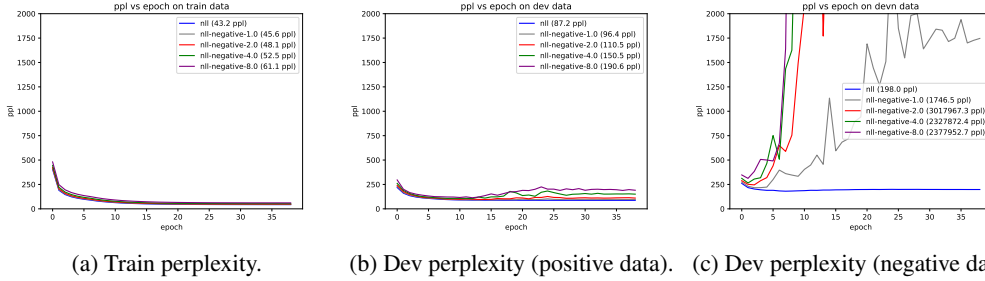 ppl vs epoch on train data
2000
1750
1500
1250
1000
750
500
250
0
ppl
0
5
10
15
20
25
30
35
epoch
nll (43.2 ppl)
nll-negative-1.0 (45.6 ppl)
nll-negative-2.0 (48.1 ppl)
nll-negative-4.0 (52.5 ppl)
nll-negative-8.0 (61.1 ppl)
(a) Train perplexity.
ppl vs epoch on dev data
2000
1750
1500
1250
1000
750
500
250
0
ppl
0
5
10
15
20
25
30
35
epoch
nll (87.2 ppl)
nll-negative-1.0 (96.4 ppl)
nll-negative-2.0 (110.5 ppl)
nll-negative-4.0 (150.5 ppl)
nll-negative-8.0 (190.6 ppl)
(b) Dev perplexity (positive data).
ppl vs epoch on devn data
2000
1750
1500
1250
1000
750
500
250
0
ppl
0
5
10
15
20
25
30
35
epoch
nll (198.0 ppl)
nll-negative-1.0 (1746.5 ppl)
nll-negative-2.0 (3017967.3 ppl)
nll-negative-4.0 (2327872.4 ppl)
nll-negative-8.0 (2377952.7 ppl)
(c) Dev perplexity (negative da